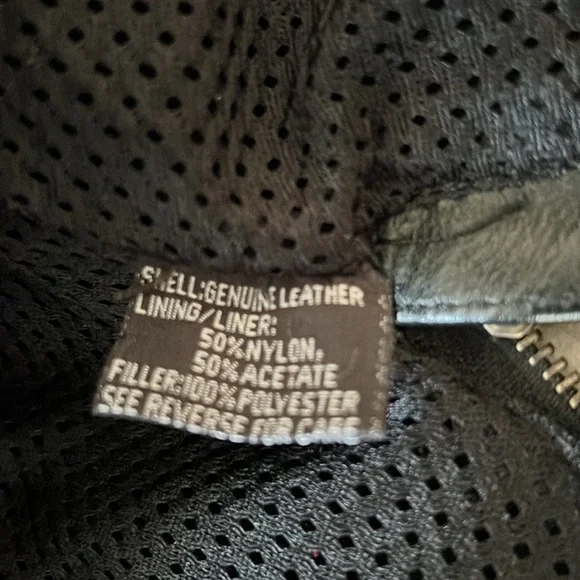 SHELL:GENUINE LEATHER
LINING/LINER:
50%NYLON,
50%ACETATE
FILLER:100%POLYESTER
SEE REVERSE FOR CARE